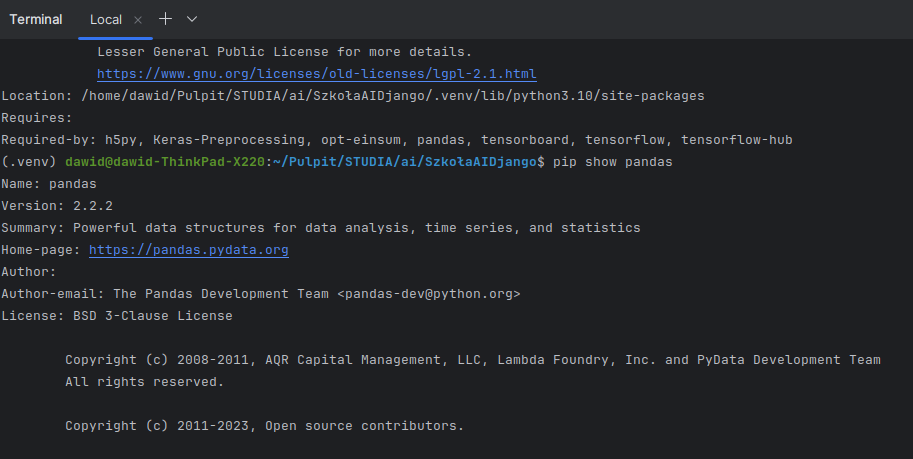 Terminal Local × +
Lesser General Public License for more details.
https://www.gnu.org/licenses/old-licenses/lgpl-2.1.html
Location: /home/dawid/Pulpit/STUDIA/ai/SzkołaAIDjango/.venv/lib/python3.10/site-packages
Requires:
Required-by: h5py, Keras-Preprocessing, opt-einsum, pandas, tensorboard, tensorflow, tensorflow-hub
(.venv) dawid@dawid-ThinkPad-X220:~/Pulpit/STUDIA/ai/SzkołaAIDjango$ pip show pandas
Name: pandas
Version: 2.2.2
Summary: Powerful data structures for data analysis, time series, and statistics
Home-page: https://pandas.pydata.org
Author:
Author-email: The Pandas Development Team <pandas-dev@python.org>
License: BSD 3-Clause License
Copyright (c) 2008-2011, AQR Capital Management, LLC, Lambda Foundry, Inc. and PyData Development Team
All rights reserved.
Copyright (c) 2011-2023, Open source contributors.